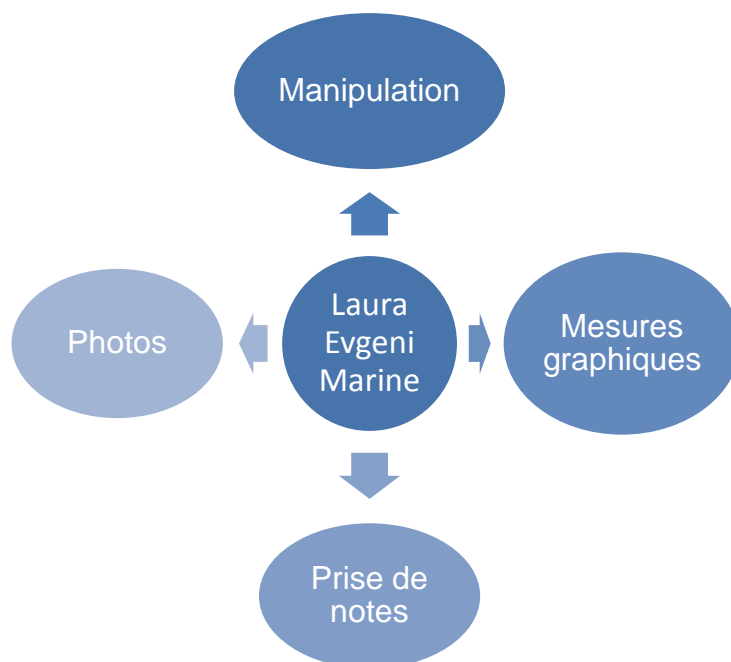 Manipulation
Photos
Laura
Evgeni
Marine
Mesures
graphiques
Prise de
notes